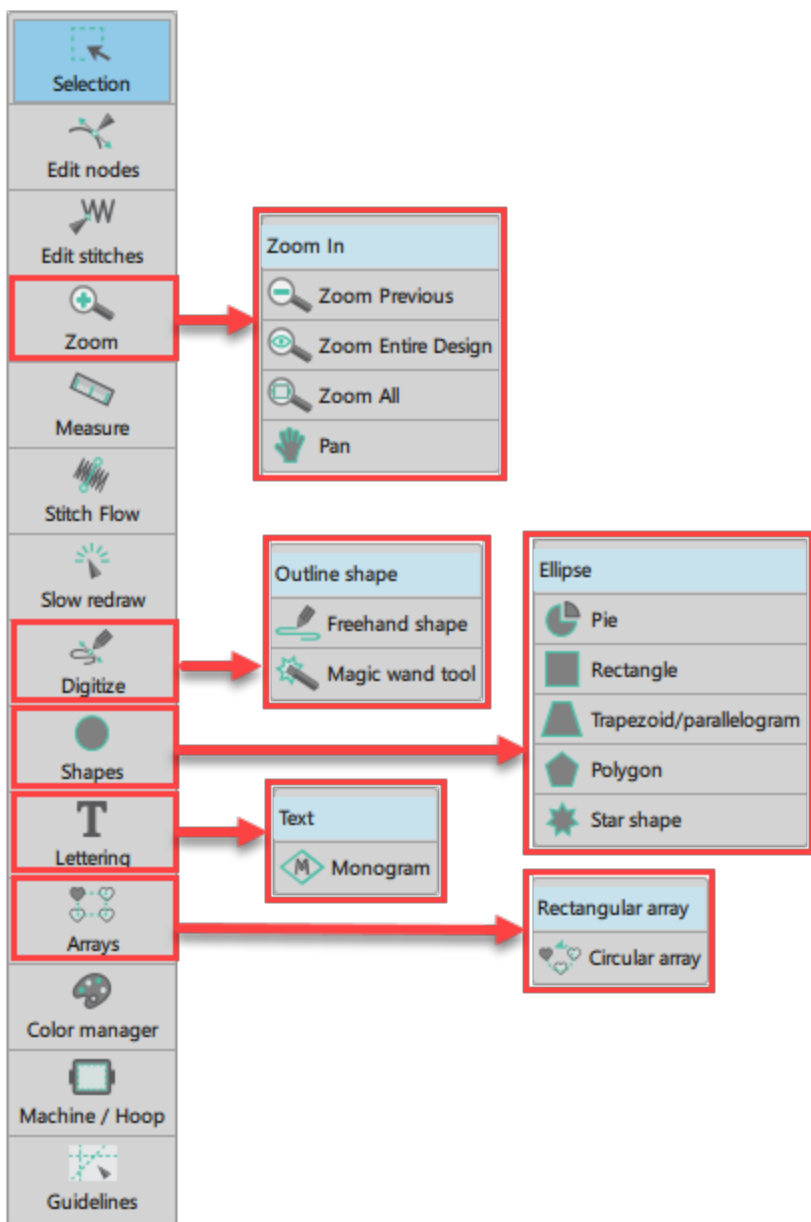 Selection
Edit nodes
Edit stitches
Zoom
Measure
Stitch Flow
Slow redraw
Digitize
Shapes
T
Lettering
Arrays
Color manager
Machine / Hoop
Guidelines
Zoom In
Zoom Previous
Zoom Entire Design
Zoom All
Pan
Outline shape
Freehand shape
Magic wand tool
Ellipse
Pie
Rectangle
Trapezoid/parallelogram
Polygon
Star shape
Text
M
Monogram
Rectangular array
Circular array